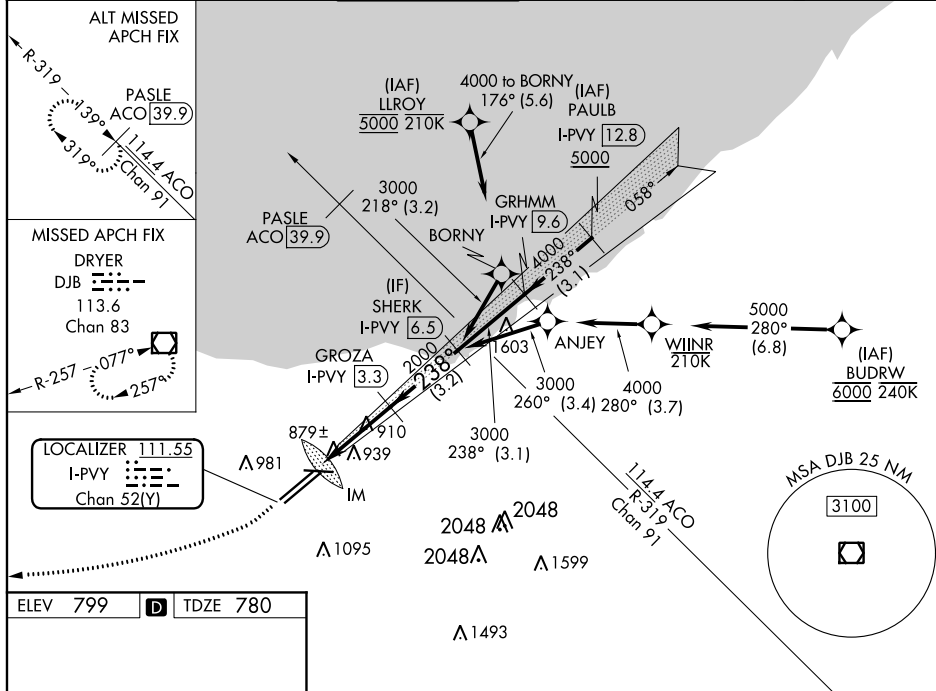 ALT MISSED
APCH FIX
R-319
139°
319°
PASLE
ACO 39.9
114.4 ACO
Chan 91
MISSED APCH FIX
DRYER
DJB
113.6
Chan 83
R-257
077°
257°
LOCALIZER 111.55
I-PVY
Chan 52(Y)
(IAF)
LLROY
5000 210K
4000 to BORNY
176° (5.6)
(IAF)
PAULB
I-PVY 12.8
5000
058°
3000
218° (3.2)
GRHMM
I-PVY 9.6
PASLE
ACO 39.9
BORNY
4000
238°
(3.1)
(IF)
SHERK
I-PVY 6.5
1603
ANJEY
WIINR
210K
5000
280°
(6.8)
(IAF)
BUDRW
6000 240K
GROZA
I-PVY 3.3
2000
238°
(3.2)
3000
260° (3.4)
4000
280° (3.7)
3000
238° (3.1)
879±
910
939
981
IM
114.4 ACO
R-319
Chan 91
MSA DJB 25 NM
3100
2048
2048
2048
1095
1599
1493
ELEV 799 D TDZE 780